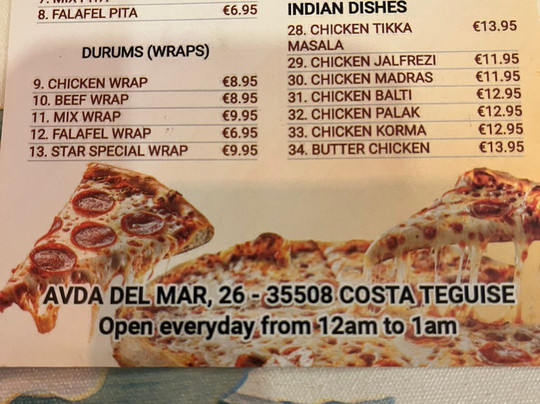 8. FALAFEL PITA €6.95
DURUMS (WRAPS)
9. CHICKEN WRAP €8.95
10. BEEF WRAP €8.95
11. MIX WRAP €9.95
12. FALAFEL WRAP €6.95
13. STAR SPECIAL WRAP €9.95
INDIAN DISHES
28. CHICKEN TIKKA €13.95
MASALA
29. CHICKEN JALFREZI €11.95
30. CHICKEN MADRAS €11.95
31. CHICKEN BALTI €12.95
32. CHICKEN PALAK €12.95
33. CHICKEN KORMA €12.95
34. BUTTER CHICKEN €13.95
AVDA DEL MAR, 26 - 35508 COSTA TEGUISE
Open everyday from 12am to 1am